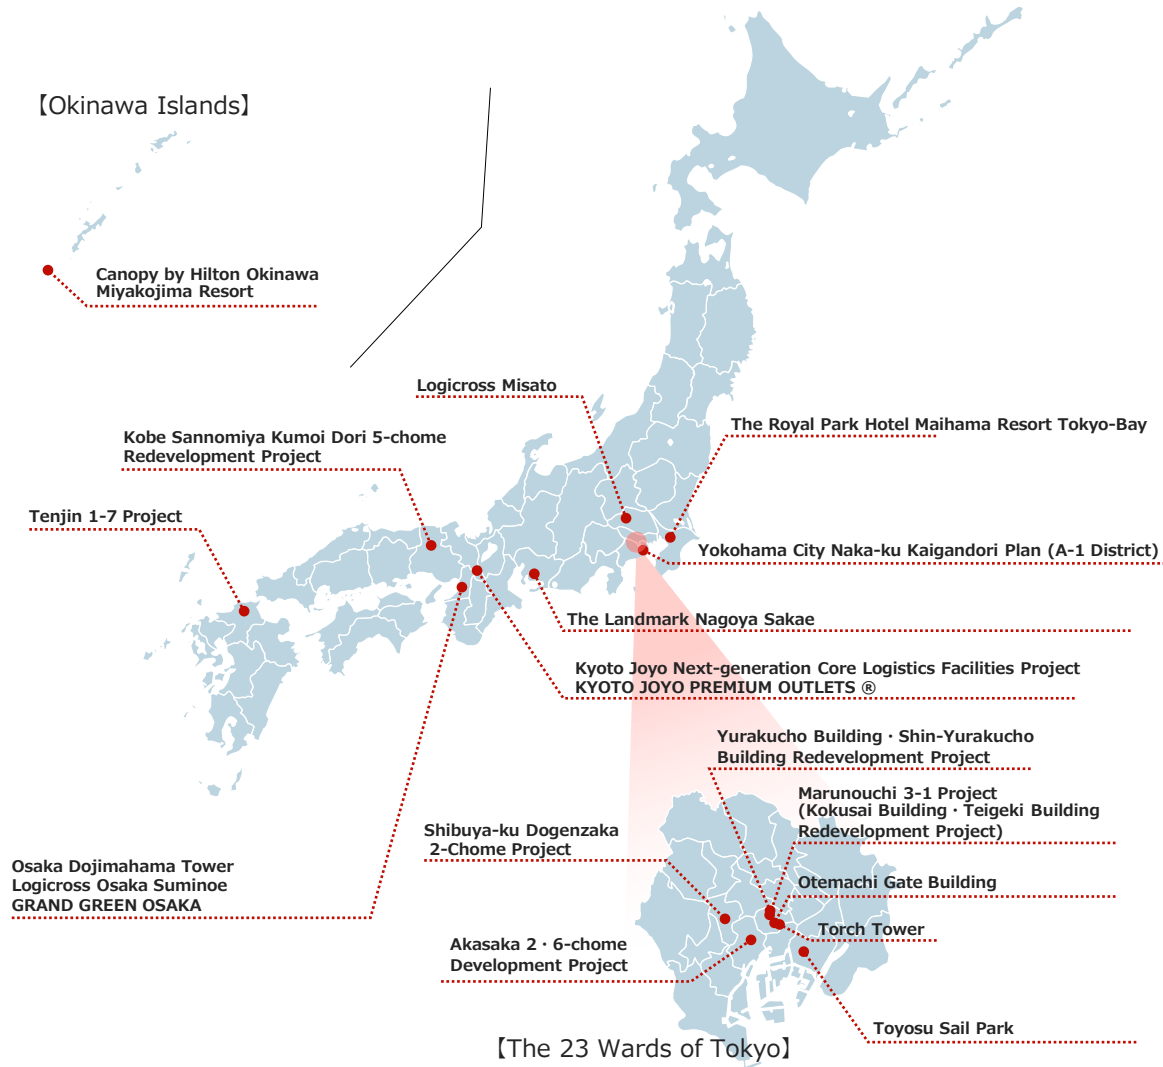 【Okinawa Islands】
Canopy by Hilton Okinawa
Miyakojima Resort
Logicross Misato
The Royal Park Hotel Maihama Resort Tokyo-Bay
Kobe Sannomiya Kumoi Dori 5-chome
Redevelopment Project
Tenjin 1-7 Project
Yokohama City Naka-ku Kaigandori Plan (A-1 District)
The Landmark Nagoya Sakae
Kyoto Joyo Next-generation Core Logistics Facilities Project
KYOTO JOYO PREMIUM OUTLETS ®
Yurakucho Building・Shin-Yurakucho
Building Redevelopment Project
Marunouchi 3-1 Project
(Kokusai Building・Teigeki Building
Redevelopment Project)
Shibuya-ku Dogenzaka
2-Chome Project
Osaka Dojimahama Tower
Logicross Osaka Suminoe
GRAND GREEN OSAKA
Otemachi Gate Building
Torch Tower
Akasaka 2・6-chome
Development Project
Toyosu Sail Park
【The 23 Wards of Tokyo】